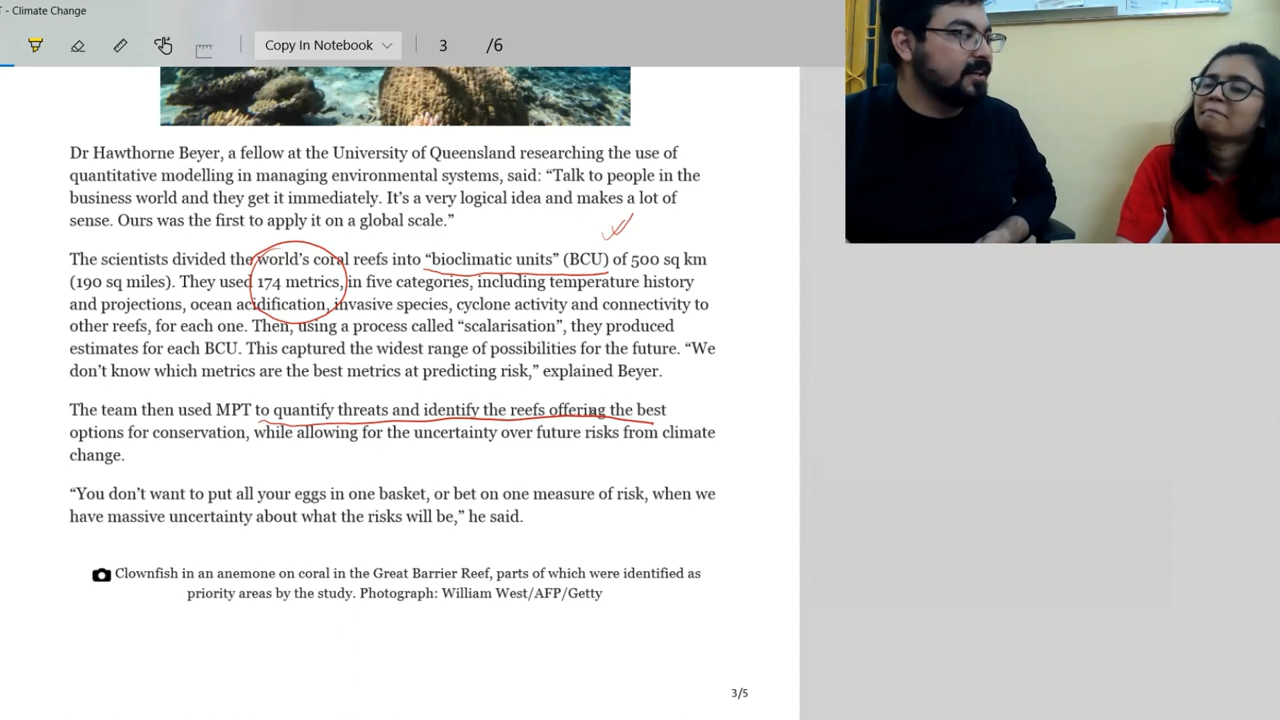 - Climate Change
Copy In Notebook
3 /6
Dr Hawthorne Beyer, a fellow at the University of Queensland researching the use of
quantitative modelling in managing environmental systems, said: “Talk to people in the
business world and they get it immediately. It’s a very logical idea and makes a lot of
sense. Ours was the first to apply it on a global scale.”
The scientists divided the world’s coral reefs into “bioclimatic units” (BCU) of 500 sq km
(190 sq miles). They used 174 metrics, in five categories, including temperature history
and projections, ocean acidification, invasive species, cyclone activity and connectivity to
other reefs, for each one. Then, using a process called “scalarisation”, they produced
estimates for each BCU. This captured the widest range of possibilities for the future. “We
don’t know which metrics are the best metrics at predicting risk,” explained Beyer.
The team then used MPT to quantify threats and identify the reefs offering the best
options for conservation, while allowing for the uncertainty over future risks from climate
change.
“You don’t want to put all your eggs in one basket, or bet on one measure of risk, when we
have massive uncertainty about what the risks will be,” he said.
Clownfish in an anemone on coral in the Great Barrier Reef, parts of which were identified as
priority areas by the study. Photograph: William West/AFP/Getty
3/5